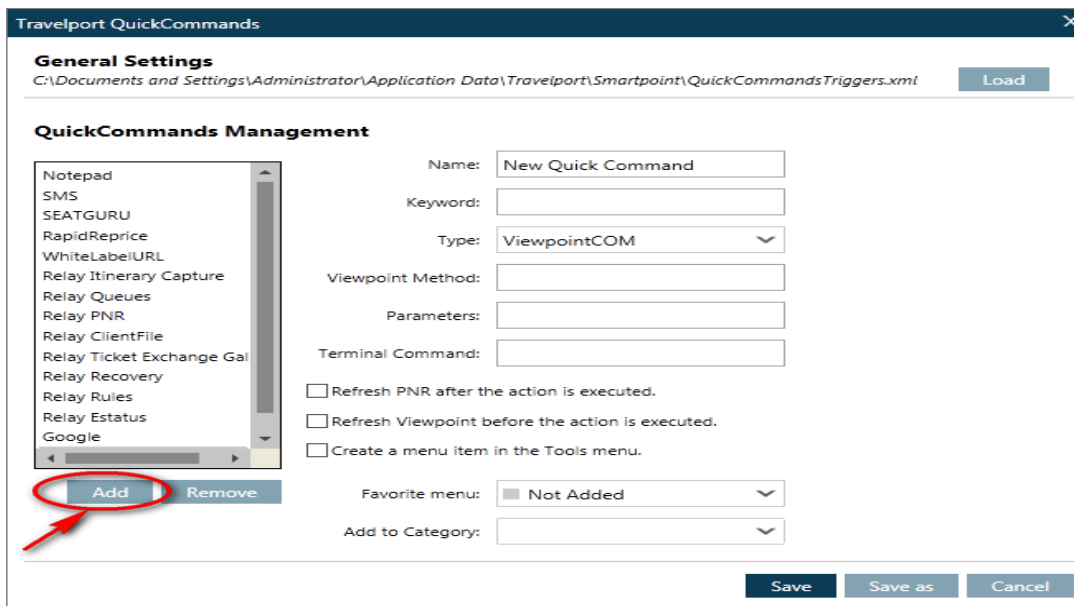 Travelport QuickCommands
General Settings
C:\Documents and Settings\Administrator\Application Data\Travelport\Smartpoint\QuickCommandsTriggers.xml
Load
QuickCommands Management
Notepad
SMS
SEATGURU
RapidReprice
WhiteLabelURL
Relay Itinerary Capture
Relay Queues
Relay PNR
Relay ClientFile
Relay Ticket Exchange Gal
Relay Recovery
Relay Rules
Relay Estatus
Google
Add
Remove
Name: New Quick Command
Keyword:
Type: ViewpointCOM
Viewpoint Method:
Parameters:
Terminal Command:
Refresh PNR after the action is executed.
Refresh Viewpoint before the action is executed.
Create a menu item in the Tools menu.
Favorite menu: Not Added
Add to Category:
Save
Save as
Cancel